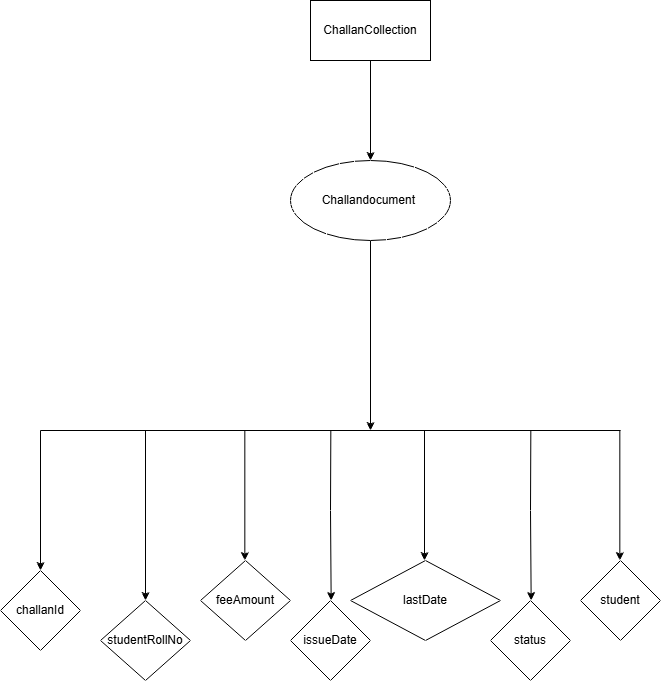 ChallanCollection
Challandocument
challanId
studentRollNo
feeAmount
issueDate
lastDate
status
student